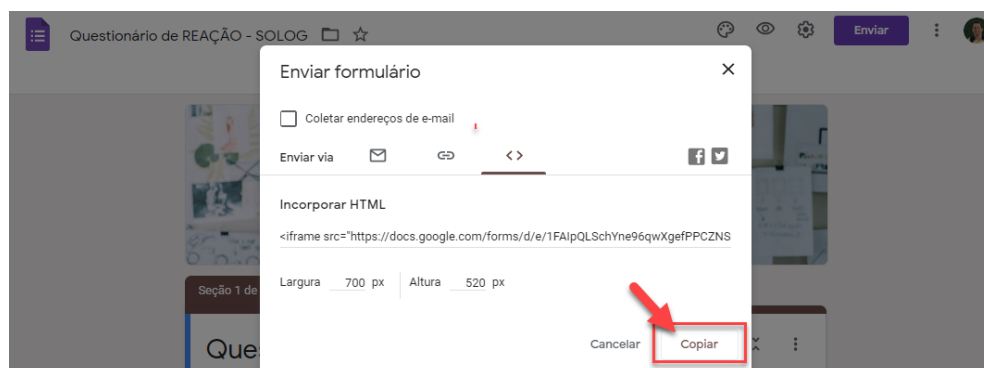 Questionário de REAÇÃO - SOLOG
Enviar
Enviar formulário
Coletar endereços de e-mail
Enviar via
Incorporar HTML
<iframe src="https://docs.google.com/forms/d/e/1FAIpQLSchYne96qwXgefPPCZNS
Largura 700 px Altura 520 px
Seção 1 de
Cancelar Copiar
Que